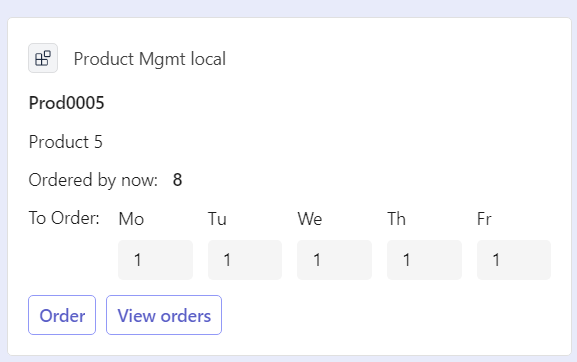 Product Mgmt local
Prod0005
Product 5
Ordered by now: 8
To Order: Mo Tu We Th Fr
1 1 1 1 1
Order View orders